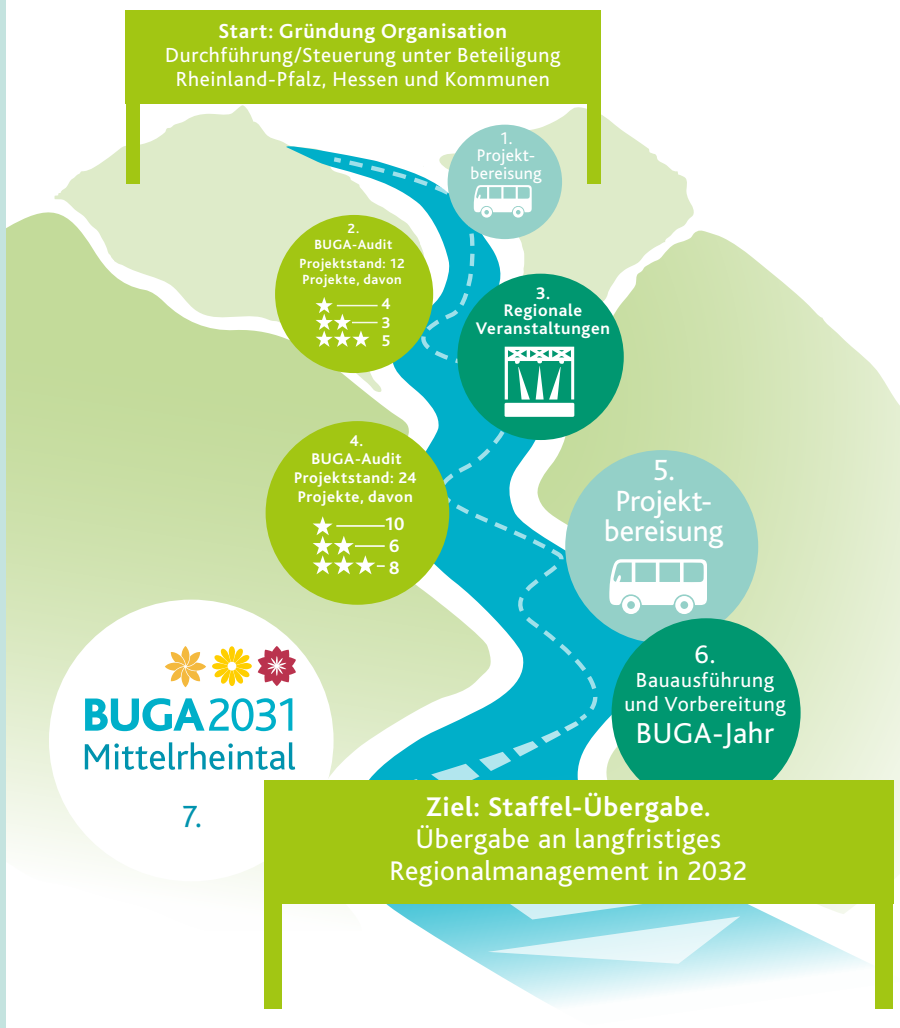 Start: Gründung Organisation
Durchführung/Steuerung unter Beteiligung
Rheinland-Pfalz, Hessen und Kommunen
1.
Projekt-
bereisung
2.
BUGA-Audit
Projektstand: 12
Projekte, davon
4
3
5
3.
Regionale
Veranstaltungen
4.
BUGA-Audit
Projektstand: 24
Projekte, davon
10
6
8
5.
Projekt-
bereisung
6.
Bauausführung
und Vorbereitung
BUGA-Jahr
BUGA 2031
Mittelrheintal
7.
Ziel: Staffel-Übergabe.
Übergabe an langfristiges
Regionalmanagement in 2032